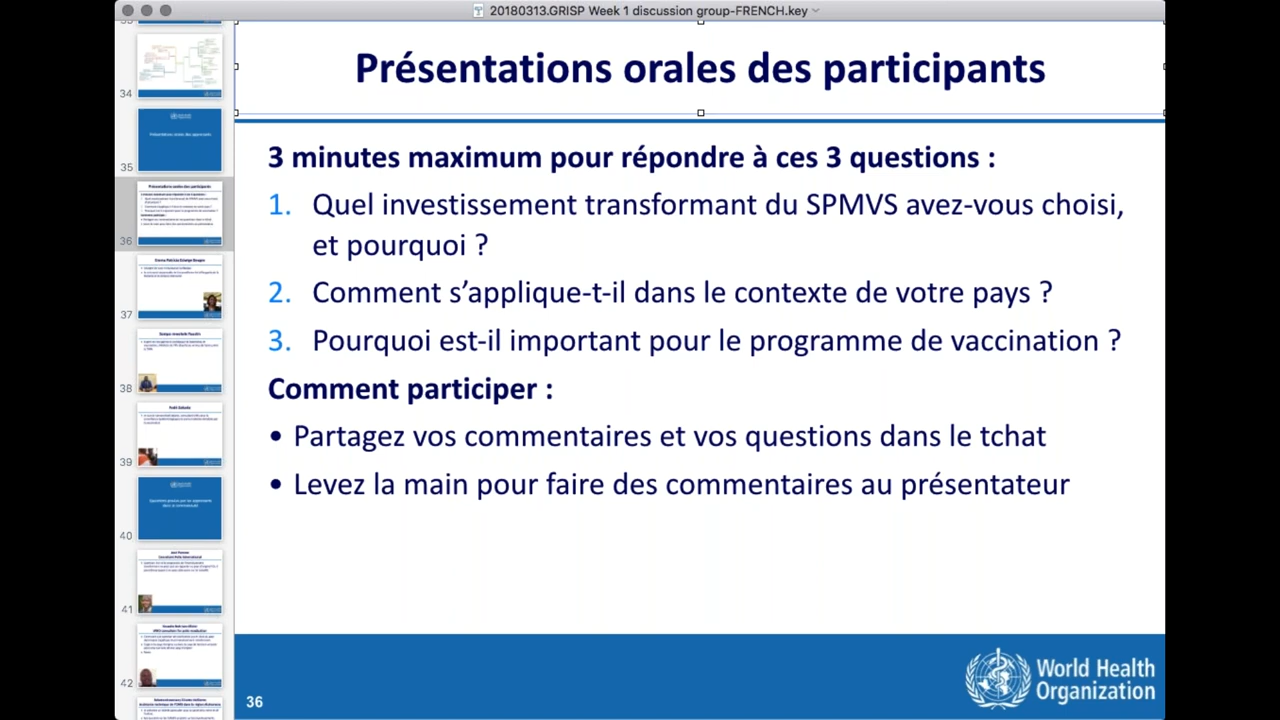 20180313.GRISP Week 1 discussion group-FRENCH.key
34
35
36
37
38
39
40
41
42
Présentations orales des participants
3 minutes maximum pour répondre à ces 3 questions :
1. Quel investissement transformant du SPMVS avez-vous choisi,
et pourquoi ?
2. Comment s’applique-t-il dans le contexte de votre pays ?
3. Pourquoi est-il important pour le programme de vaccination ?
Comment participer :
• Partagez vos commentaires et vos questions dans le tchat
• Levez la main pour faire des commentaires au présentateur
36
World Health
Organization